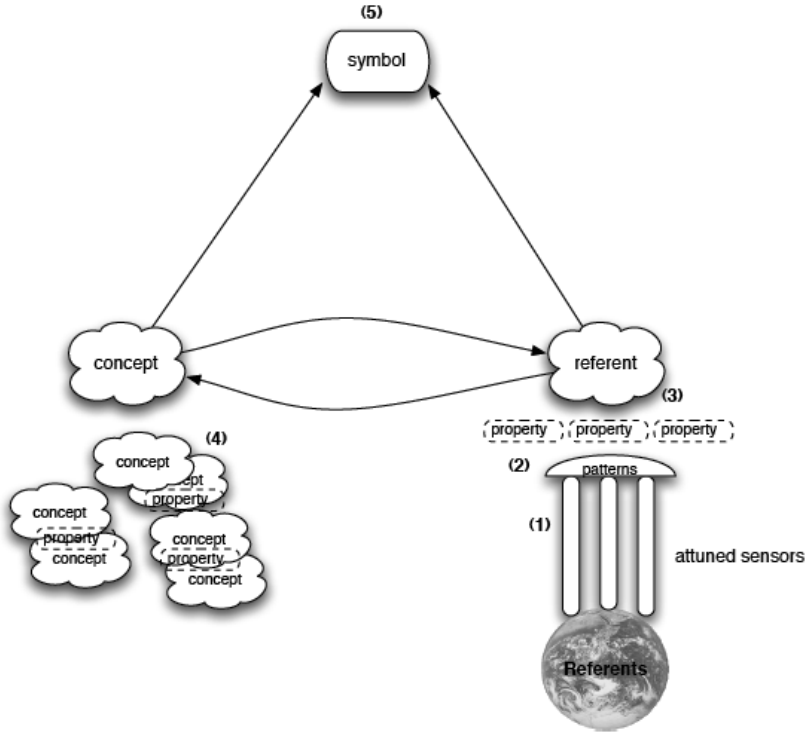 (5)
symbol
concept
referent
(3)
property property property
(4)
concept
cept
property
(2)
patterns
concept
property
concept
concept
property
concept
(1)
attuned sensors
Referents